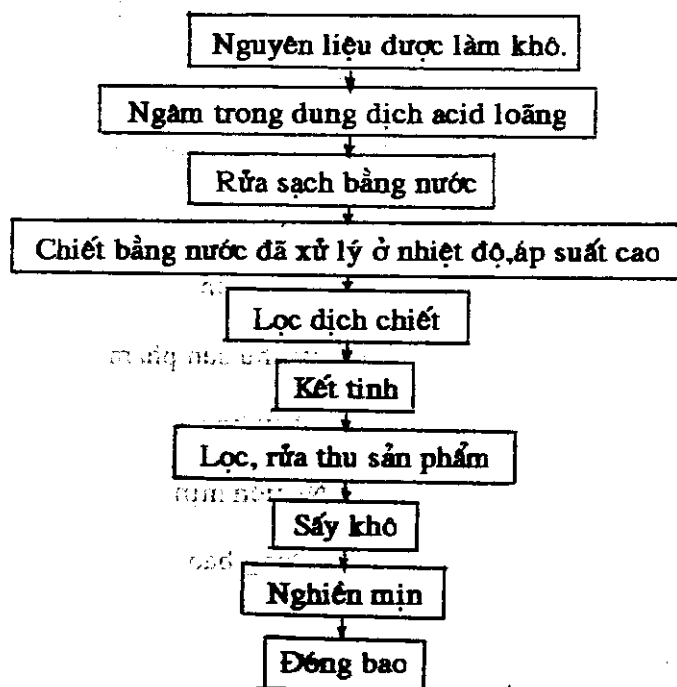 Nguyên liệu được làm khô.
Ngâm trong dung dịch acid loãng
Rửa sạch bằng nước
Chiết bằng nước đã xử lý ở nhiệt độ,áp suất cao
Lọc dịch chiết
Kết tinh
Lọc, rửa thu sản phẩm
Sấy khô
Nghiền mịn
Đóng bao